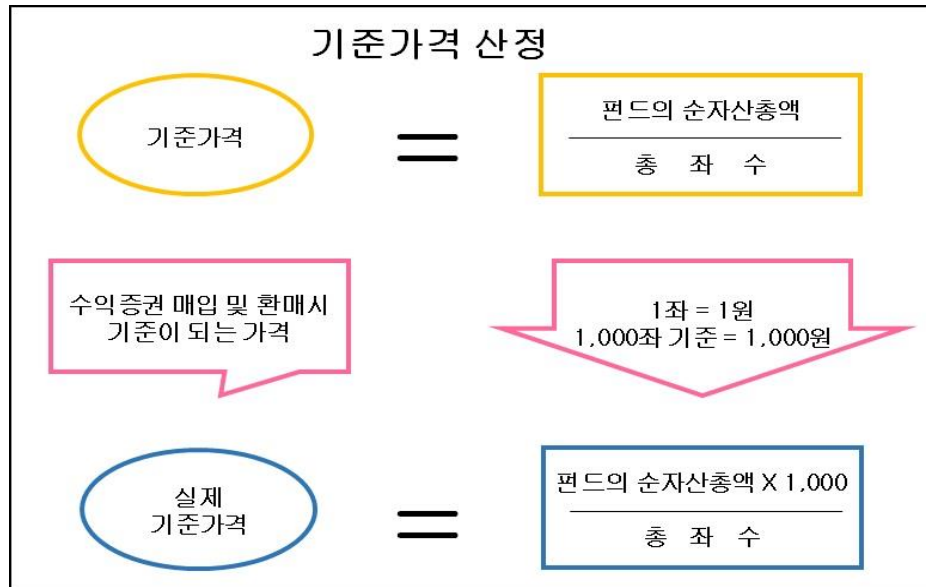 기준가격 산정
기준가격
=
펀드의 순자산총액
총 좌 수
수익증권 매입 및 환매시
기준이 되는 가격
1좌 = 1원
1,000좌 기준 = 1,000원
실제
기준가격
=
펀드의 순자산총액 X 1,000
총 좌 수